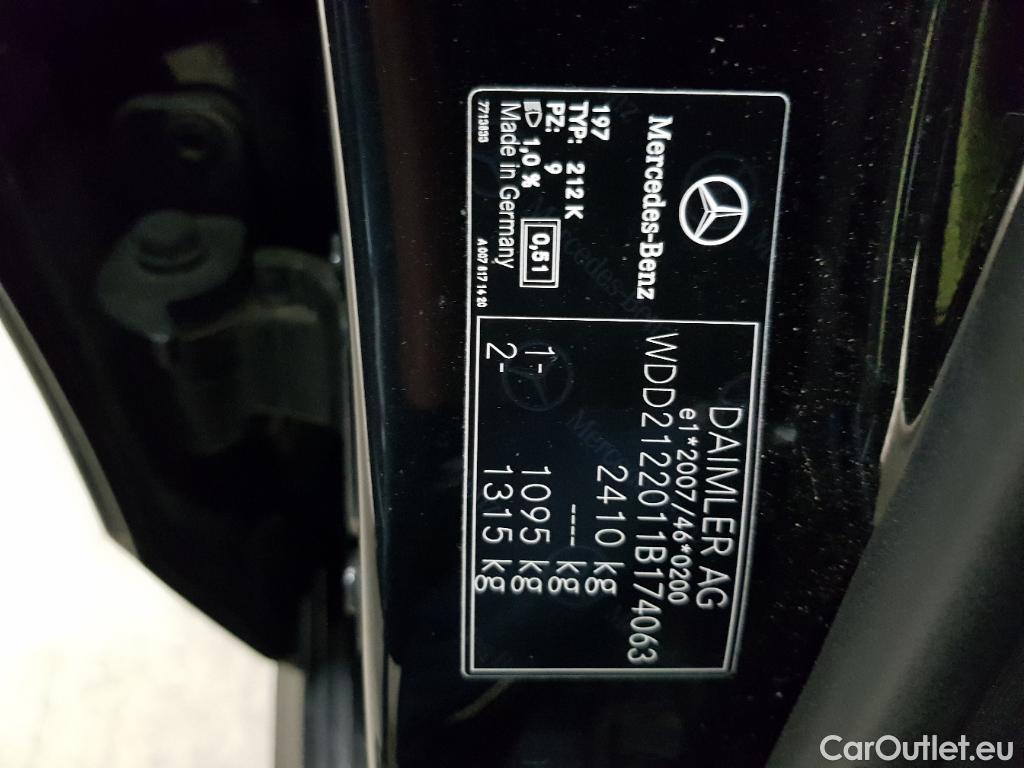 Mercedes-Benz
197
TYP: 212 K
PZ: 9
1,0 % 0,51
Made in Germany
7713633 A 007 817 14 20
DAIMLER AG
e1*2007/46*0200
WDD2122011B174063
2410 kg
---- kg
1- 1095 kg
2- 1315 kg
CarOutlet.eu